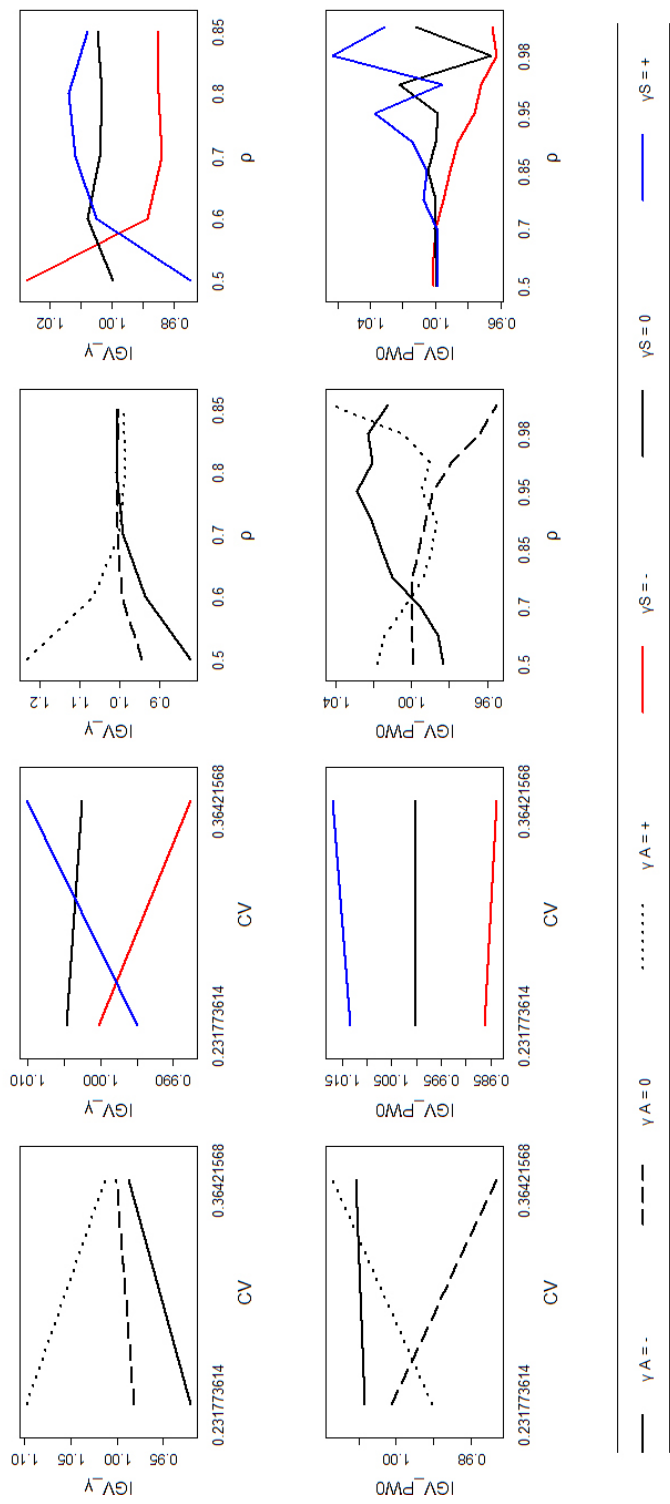 IGV_y
1.10
1.05
1.00
0.95
0.231773614 0.36421568
CV
IGV_y
1.010
1.000
0.990
0.231773614 0.36421568
CV
IGV_y
1.2
1.1
1.0
0.9
0.5 0.6 0.7 0.8 0.85
ρ
IGV_y
1.02
1.00
0.98
0.5 0.6 0.7 0.8 0.85
ρ
IGV_PW0
1.00
0.98
0.231773614 0.36421568
CV
IGV_PW0
1.015
1.005
0.995
0.985
0.231773614 0.36421568
CV
IGV_PW0
1.04
1.00
0.96
0.5 0.7 0.85 0.95 0.98
ρ
IGV_PW0
1.04
1.00
0.96
0.5 0.7 0.85 0.95 0.98
ρ
γA = - γA = 0 γA = + γS = - γS = 0 γS = +